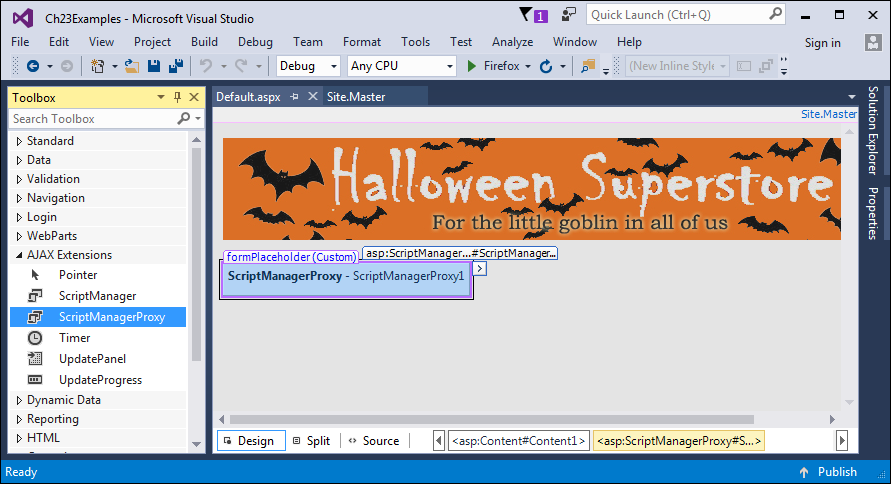 Ch23Examples - Microsoft Visual Studio
1
Quick Launch (Ctrl+Q)
File Edit View Project Build Debug Team Format Tools Test Analyze Window Help
Sign in
Debug Any CPU Firefox (New Inline Style
Toolbox
Search Toolbox
Standard
Data
Validation
Navigation
Login
WebParts
AJAX Extensions
Pointer
ScriptManager
ScriptManagerProxy
Timer
UpdatePanel
UpdateProgress
Dynamic Data
Reporting
HTML
Default.aspx Site.Master
Site.Master
Halloween Superstore
For the little goblin in all of us
formPlaceholder (Custom) asp:ScriptManager...#ScriptManager...
ScriptManagerProxy - ScriptManagerProxy1
Design Split Source <asp:Content#Content1> <asp:ScriptManagerProxy#S...>
Solution Explorer
Properties
Ready Publish